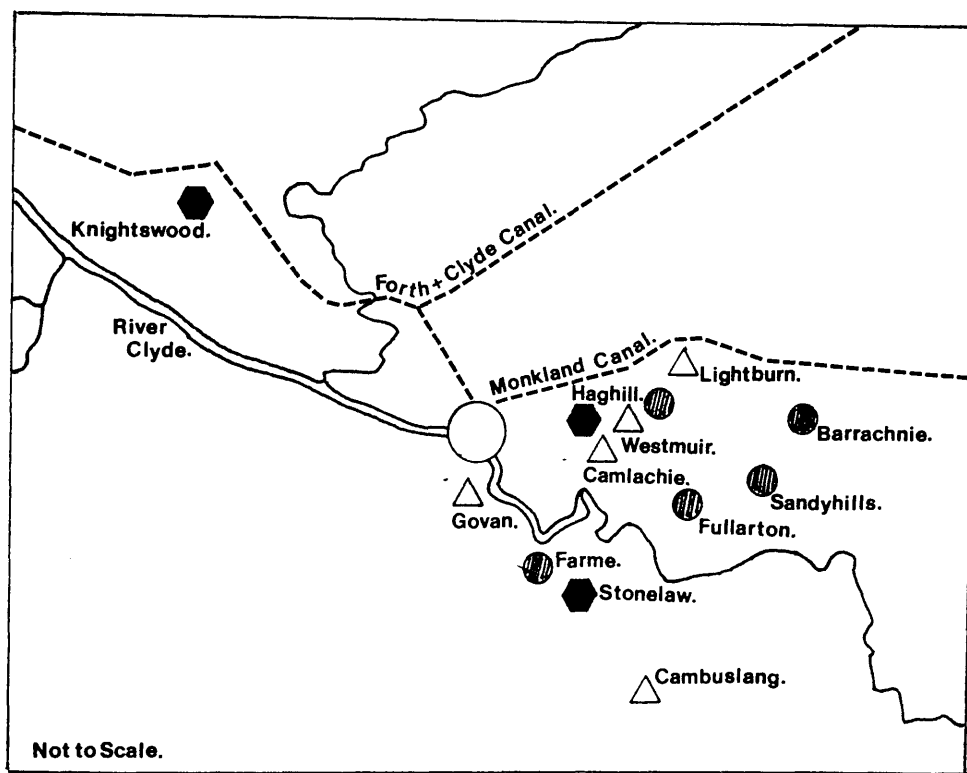 Knightswood.
Forth + Clyde Canal.
River
Clyde.
Monkland Canal.
Lightburn.
Haghill.
Westmuir.
Barrachnie.
Camlachie.
Sandyhills.
Govan.
Fullarton.
Farme.
Stonelaw.
Cambuslang.
Not to Scale.